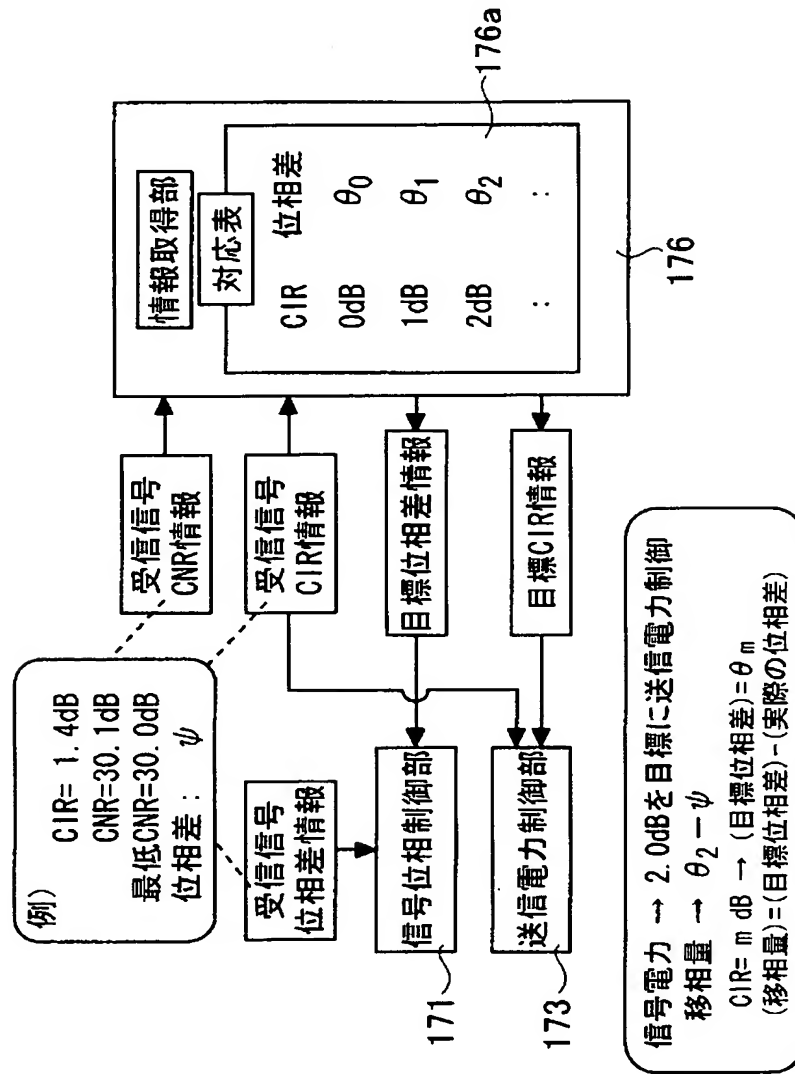 例)
CIR= 1.4dB
CNR=30.1dB
最低CNR=30.0dB
位相差： ψ
受信信号
CNR情報
受信信号
CIR情報
受信信号
位相差情報
目標位相差情報
目標CIR情報
信号位相制御部
171
送信電力制御部
173
情報取得部
対応表
CIR 位相差
0dB θ0
1dB θ1
2dB θ2
： ：
176a
176
信号電力 → 2.0dBを目標に送信電力制御
移相量 → θ2−ψ
CIR= m dB → (目標位相差)=θm
(移相量)=(目標位相差)-(実際の位相差)